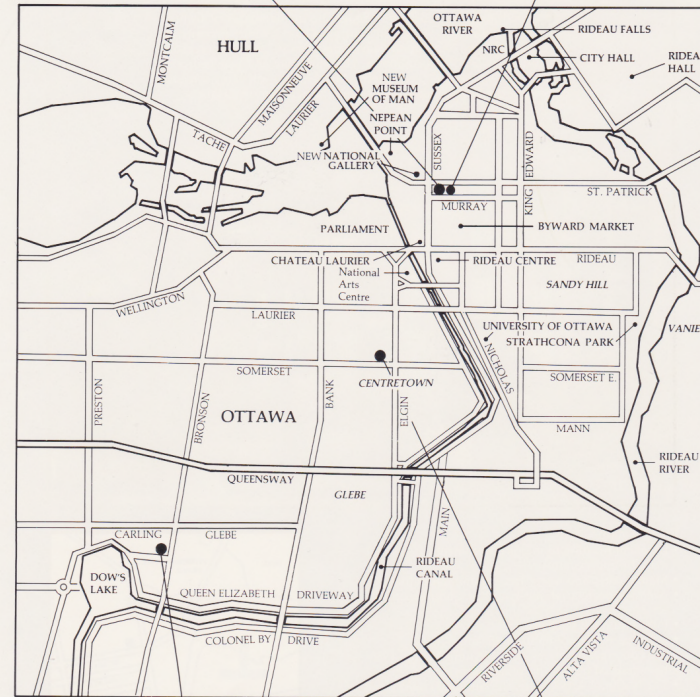 MONTCALM
HULL
OTTAWA
RIVER
RIDEAU FALLS
NRC
CITY HALL
RIDEA
HALL
MAISONNEUVE
LAURIER
TACHE
NEW
MUSEUM
OF MAN
NEPEAN
POINT
NEW NATIONAL
GALLERY
SUSSEX
KING EDWARD
ST. PATRICK
MURRAY
PARLIAMENT
BYWARD MARKET
CHATEAU LAURIER
RIDEAU CENTRE
RIDEAU
National
Arts
Centre
SANDY HILL
WELLINGTON
LAURIER
UNIVERSITY OF OTTAWA
STRATHCONA PARK
VANIE
NICHOLAS
SOMERSET
CENTRETOWN
SOMERSET E.
PRESTON
BRONSON
OTTAWA
BANK
ELGIN
MANN
QUEENSWAY
GLEBE
RIDEAU
RIVER
MAIN
CARLING
GLEBE
DOW'S
LAKE
RIDEAU
CANAL
QUEEN ELIZABETH DRIVEWAY
COLONEL BY DRIVE
RIVERSIDE
ALTA VISTA
INDUSTRIAL